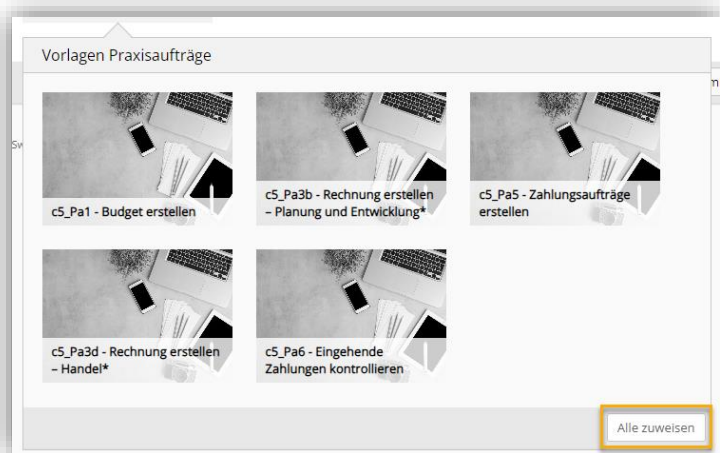 Vorlagen Praxisaufträge
c5_Pa1 - Budget erstellen
c5_Pa3b - Rechnung erstellen
– Planung und Entwicklung*
c5_Pa5 - Zahlungsaufträge
erstellen
c5_Pa3d - Rechnung erstellen
– Handel*
c5_Pa6 - Eingehende
Zahlungen kontrollieren
Alle zuweisen